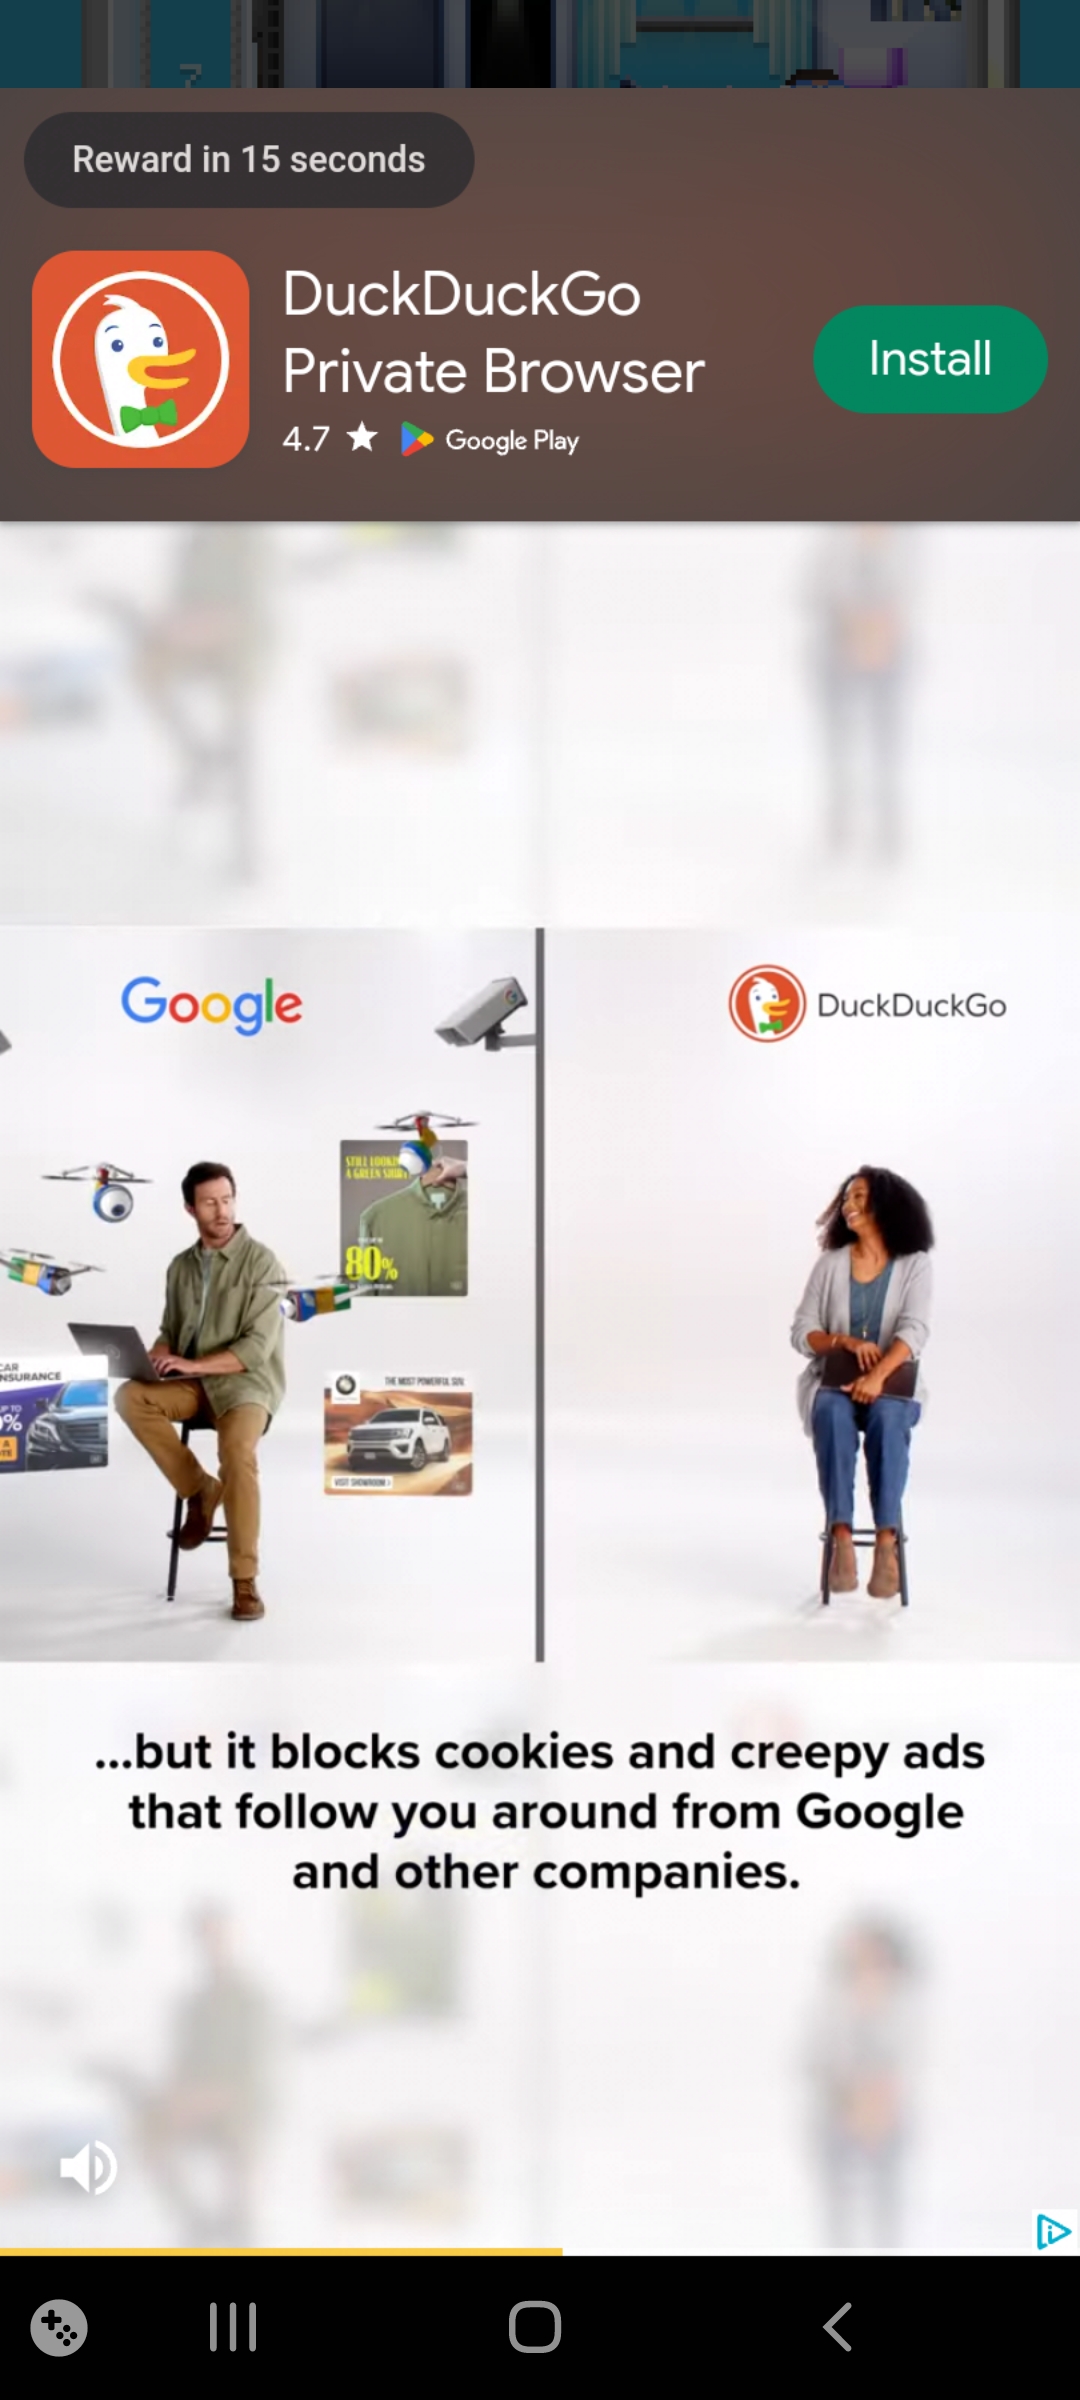 Reward in 15 seconds
DuckDuckGo
Private Browser
4.7
Google Play
Install
Google
DuckDuckGo
STILL LOOKING
A GREEN SHIRT
80%
CAR
INSURANCE
UP TO
THE MOST POWERFUL SUV.
VISIT SHOWROOM >
...but it blocks cookies and creepy ads
that follow you around from Google
and other companies.